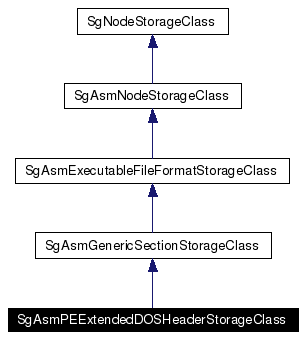 SgNodeStorageClass
SgAsmNodeStorageClass
SgAsmExecutableFileFormatStorageClass
SgAsmGenericSectionStorageClass
SgAsmPEExtendedDOSHeaderStorageClass